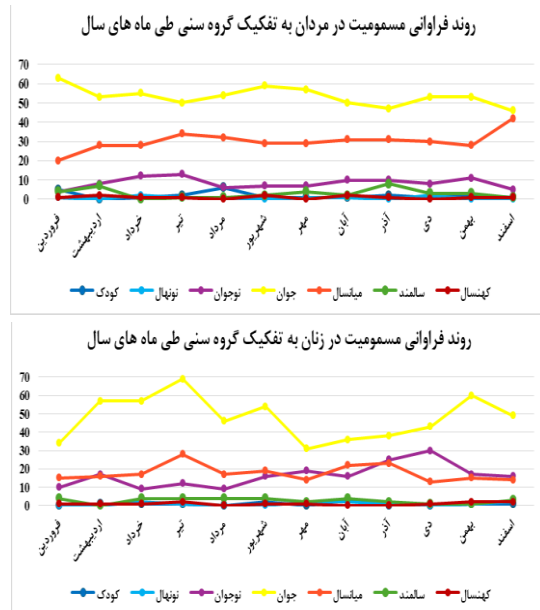 روند فراوانی مسمومیت در مردان به تفکیک گروه سنی طی ماه های سال
70
60
50
40
30
20
10
0
فروردین اردیبهشت خرداد تیر مرداد شهریور مهر آبان آذر دی بهمن اسفند
کودک نونهال نوجوان جوان میانسال سالمند کهنسال
روند فراوانی مسمومیت در زنان به تفکیک گروه سنی طی ماه های سال
70
60
50
40
30
20
10
0
فروردین اردیبهشت خرداد تیر مرداد شهریور مهر آبان آذر دی بهمن اسفند
کودک نونهال نوجوان جوان میانسال سالمند کهنسال